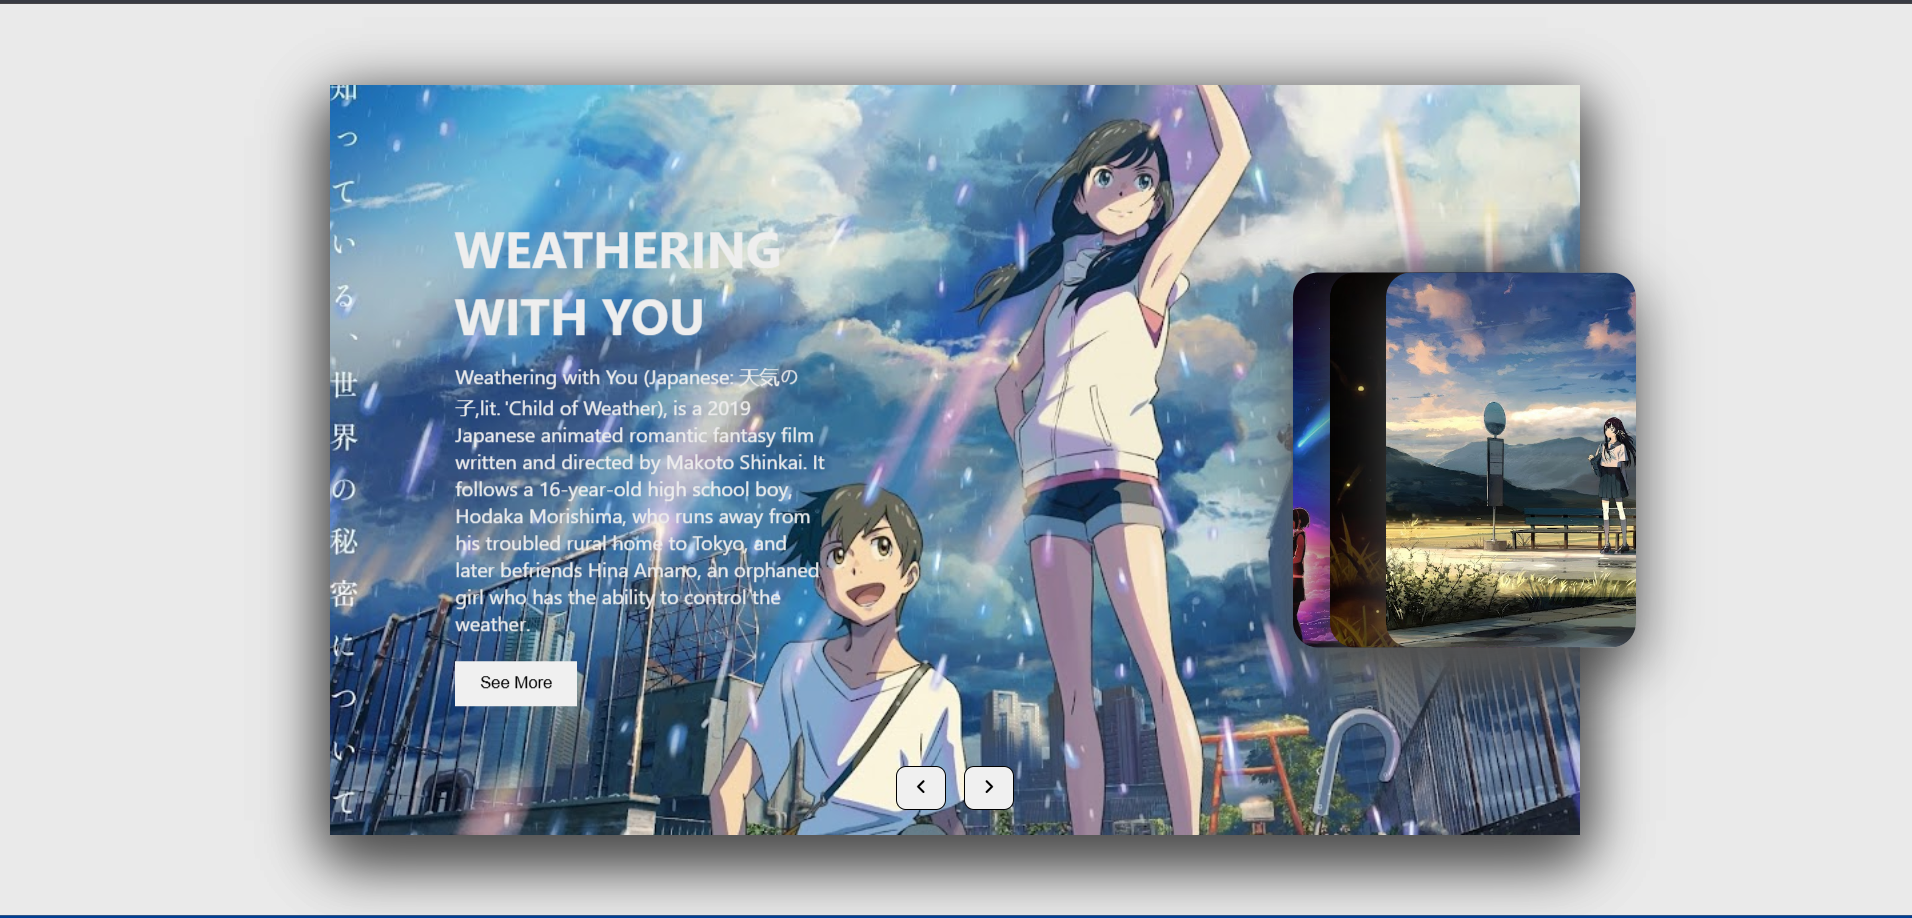 知っている、世界の秘密について
WEATHERING
WITH YOU
Weathering with You (Japanese: 天気の
子,lit. 'Child of Weather), is a 2019
Japanese animated romantic fantasy film
written and directed by Makoto Shinkai. It
follows a 16-year-old high school boy,
Hodaka Morishima, who runs away from
his troubled rural home to Tokyo, and
later befriends Hina Amano, an orphaned
girl who has the ability to control the
weather.
See More